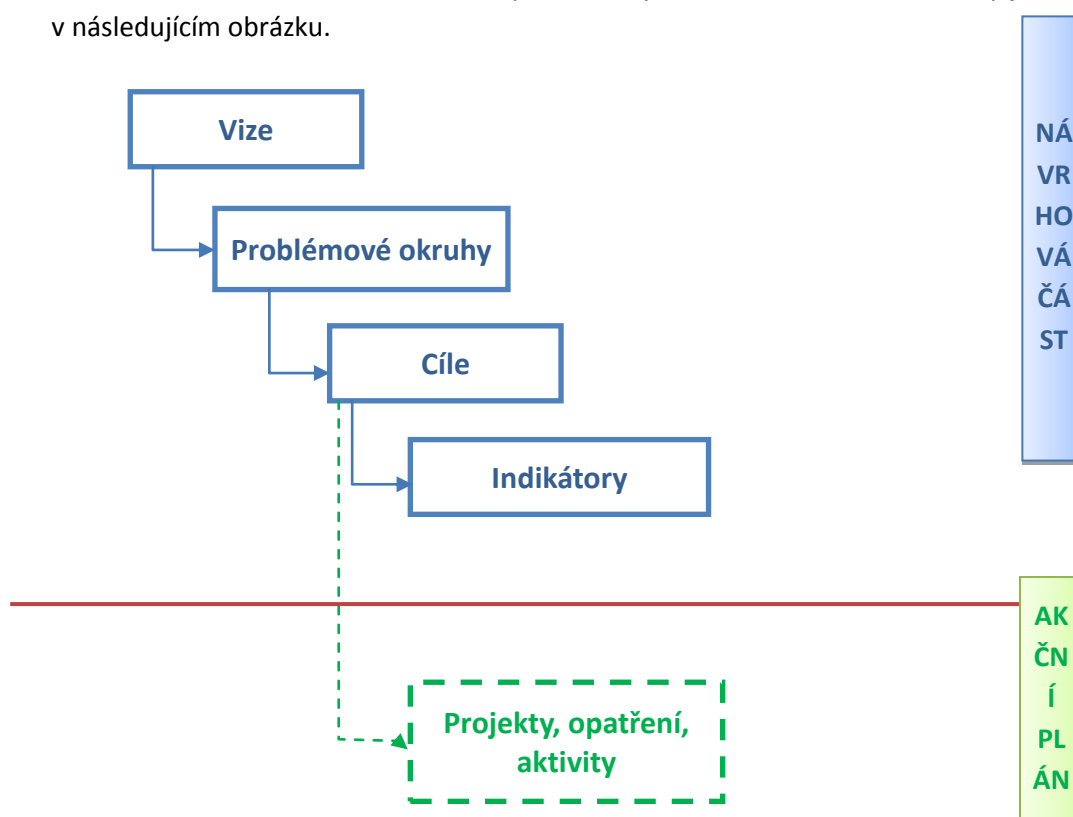 v následujícím obrázku.
Vize
Problémové okruhy
Cíle
Indikátory
NÁ
VR
HO
VÁ
ČÁ
ST
Projekty, opatření,
aktivity
AK
ČN
Í
PL
ÁN